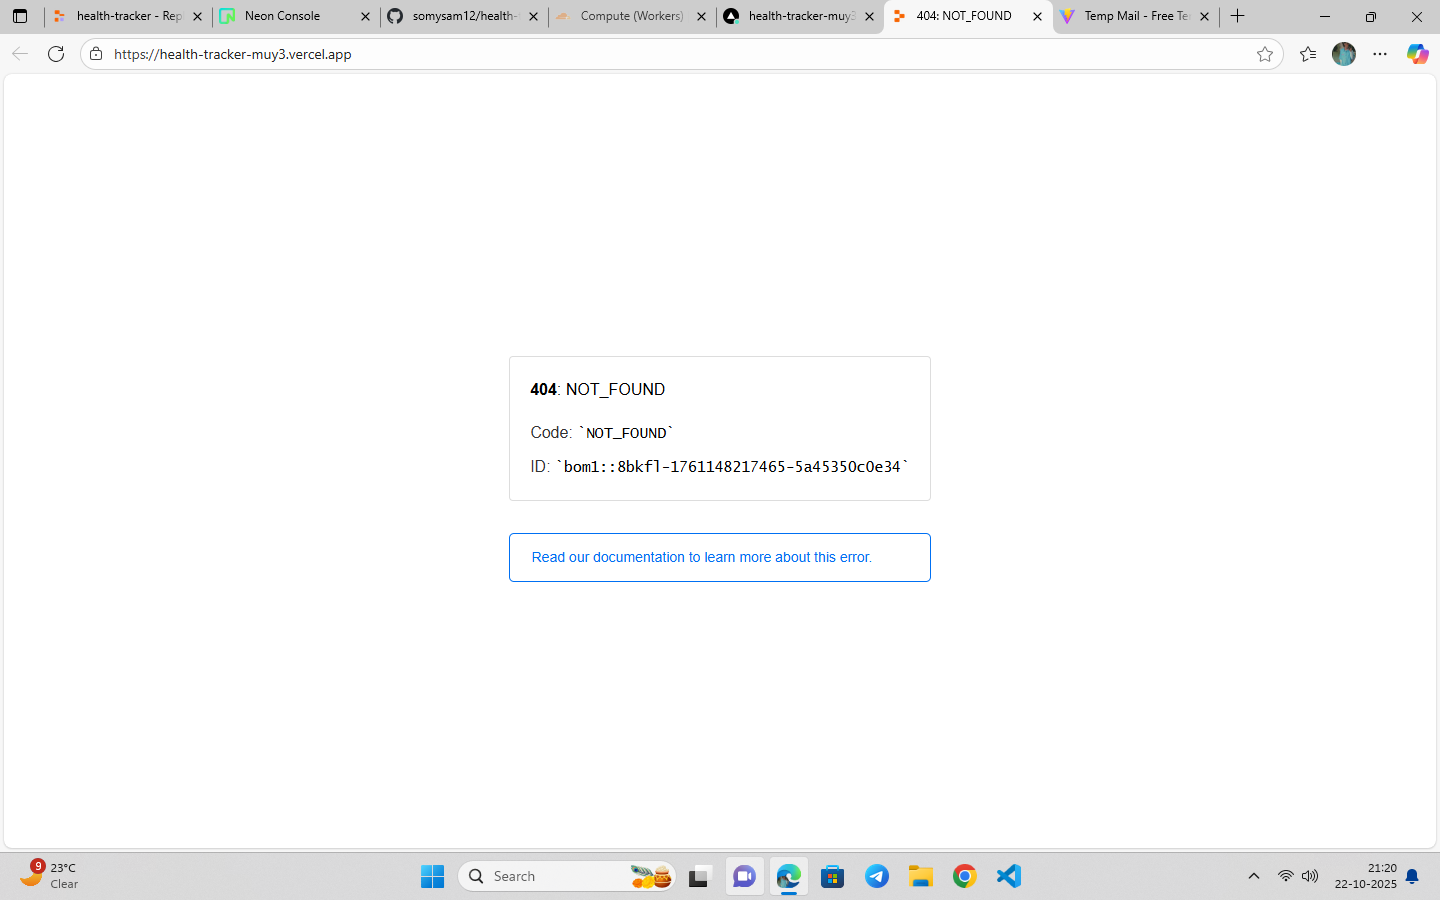 health-tracker - Rep
Neon Console
somysam12/health-
Compute (Workers)
health-tracker-muy3
404: NOT_FOUND
Temp Mail - Free Te
https://health-tracker-muy3.vercel.app
404: NOT_FOUND
Code: `NOT_FOUND`
ID: `bom1::8bkfl-1761148217465-5a45350c0e34`
Read our documentation to learn more about this error.
9
23°C
Clear
Search
21:20
22-10-2025